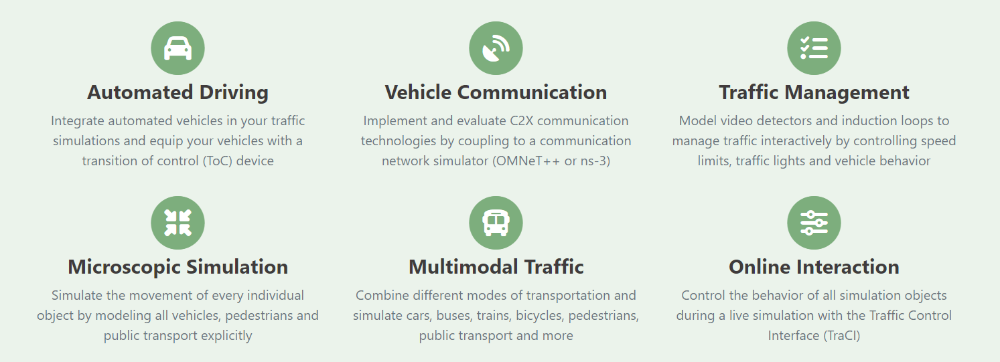 Automated Driving
Integrate automated vehicles in your traffic
simulations and equip your vehicles with a
transition of control (ToC) device
Vehicle Communication
Implement and evaluate C2X communication
technologies by coupling to a communication
network simulator (OMNeT++ or ns-3)
Traffic Management
Model video detectors and induction loops to
manage traffic interactively by controlling speed
limits, traffic lights and vehicle behavior
Microscopic Simulation
Simulate the movement of every individual
object by modeling all vehicles, pedestrians and
public transport explicitly
Multimodal Traffic
Combine different modes of transportation and
simulate cars, buses, trains, bicycles, pedestrians,
public transport and more
Online Interaction
Control the behavior of all simulation objects
during a live simulation with the Traffic Control
Interface (TraCI)